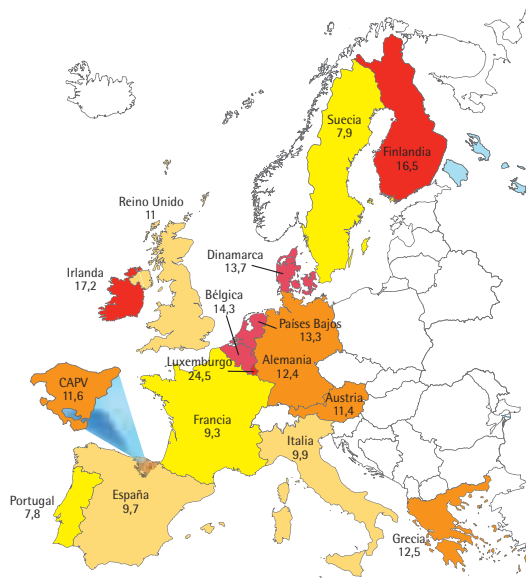 Suecia
7,9
Finlandia
16,5
Reino Unido
11
Dinamarca
13,7
Irlanda
17,2
Bélgica
14,3
Países Bajos
13,3
Luxemburgo
24,5
Alemania
12,4
CAPV
11,6
Austria
11,4
Francia
9,3
Italia
9,9
Portugal
7,8
España
9,7
Grecia
12,5